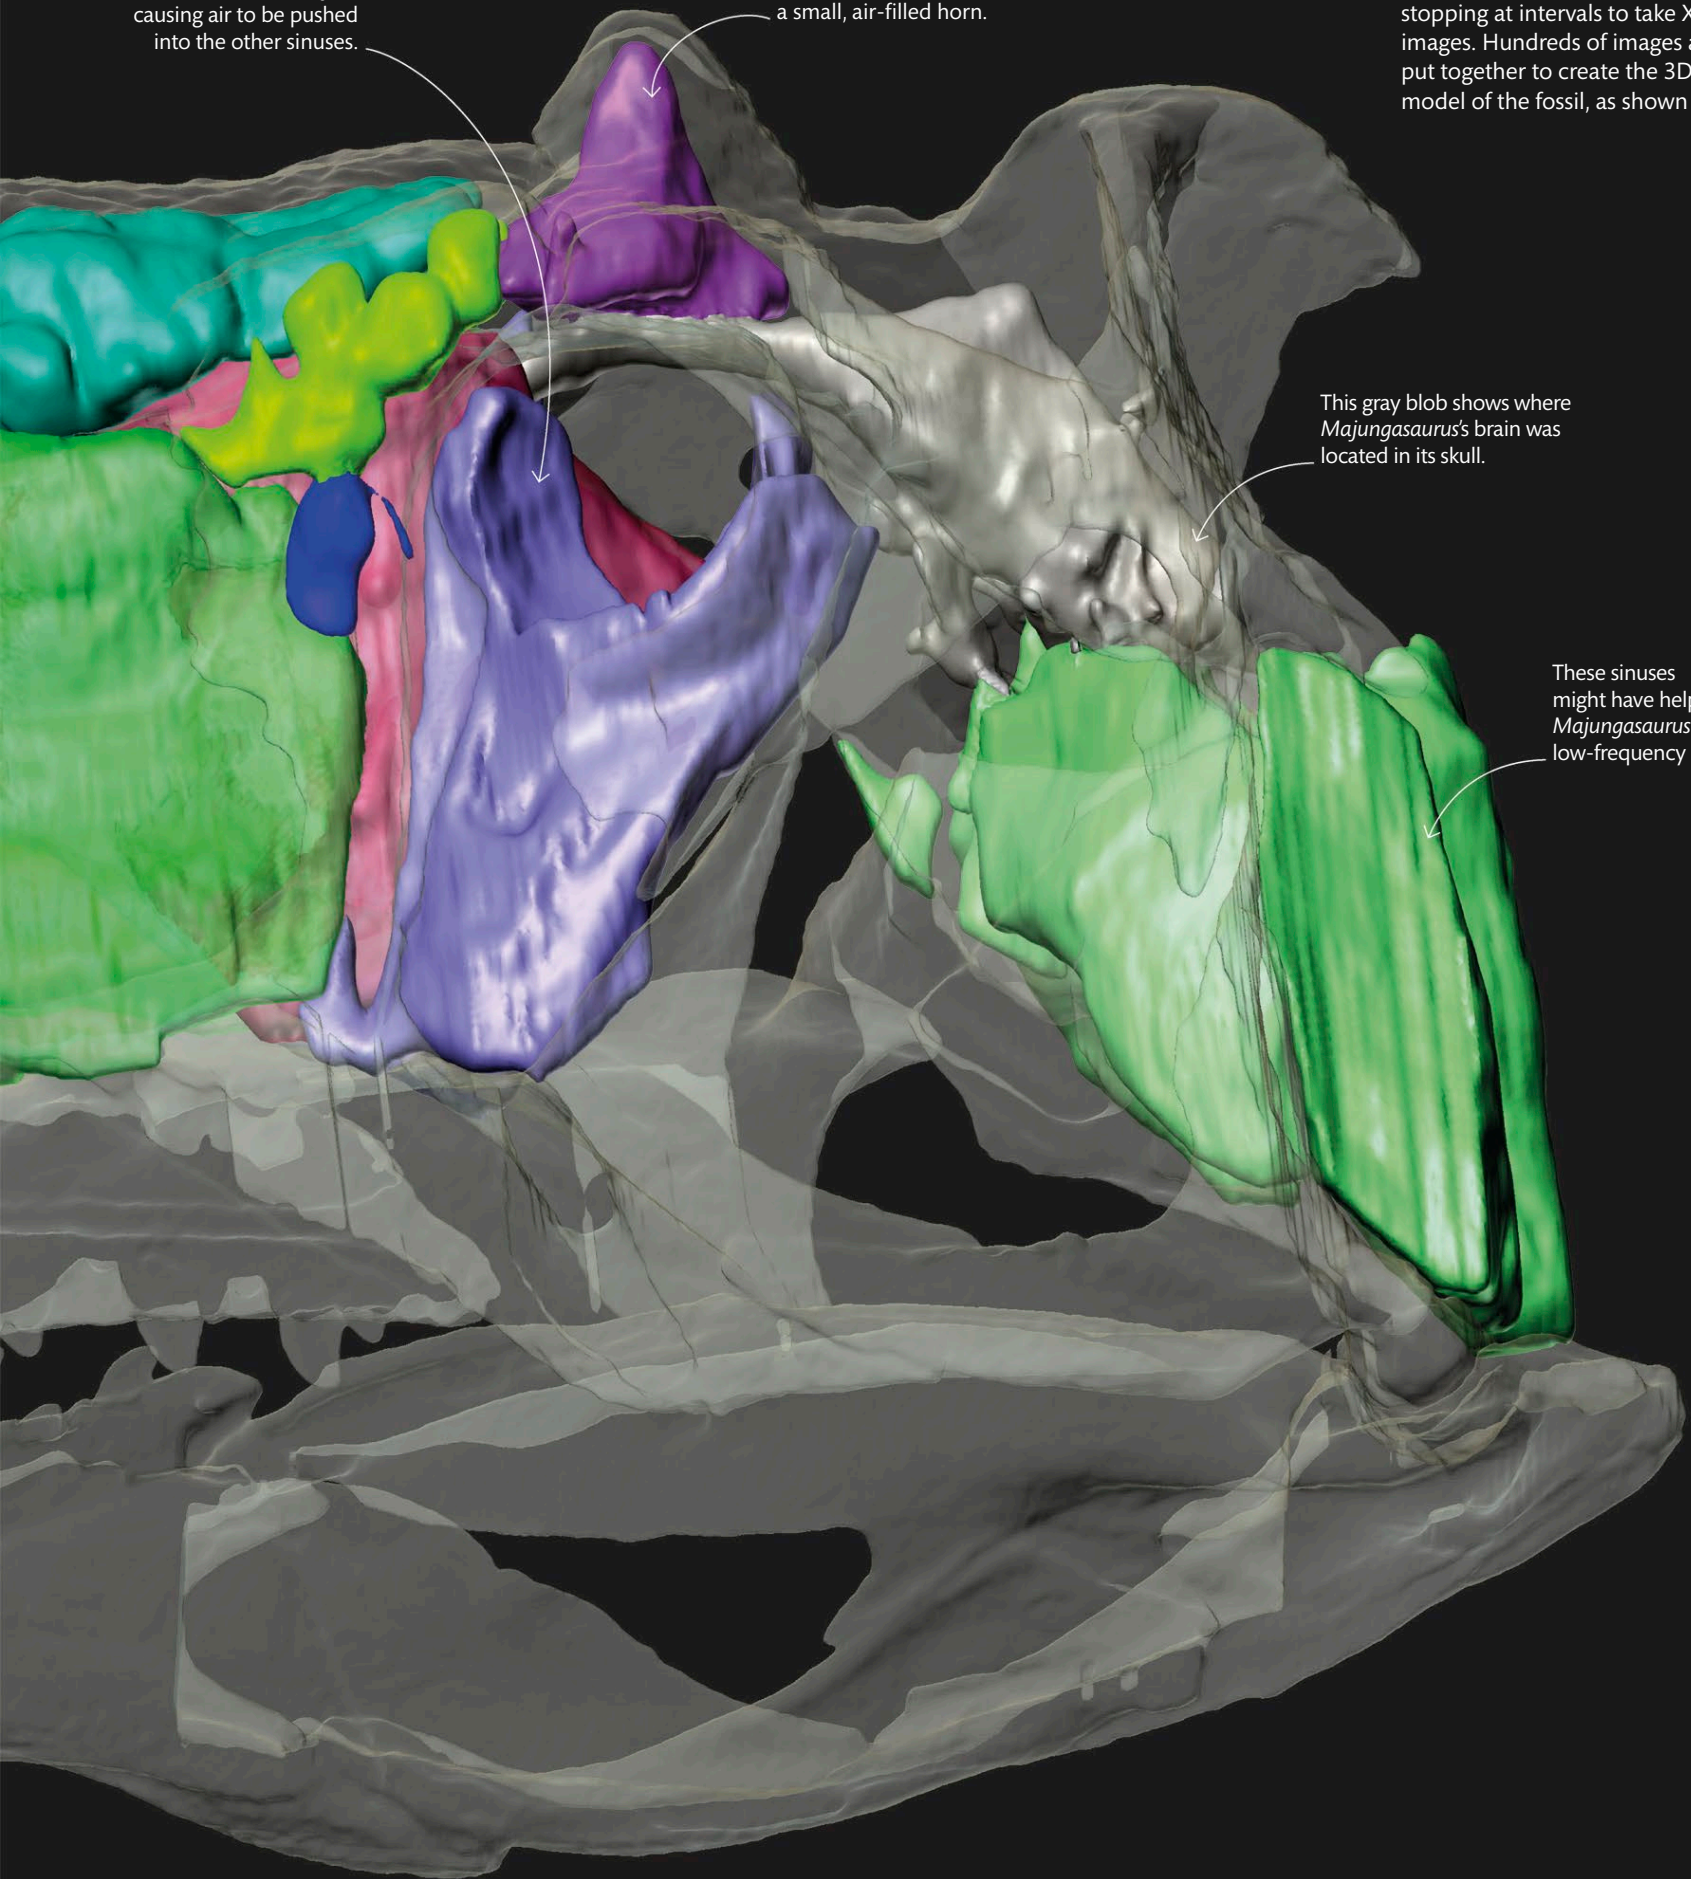 causing air to be pushed
into the other sinuses.
a small, air-filled horn.
stopping at intervals to take X
images. Hundreds of images
put together to create the 3D
model of the fossil, as shown
This gray blob shows where
Majungasaurus's brain was
located in its skull.
These sinuses
might have
Majungasaurus
low-frequency